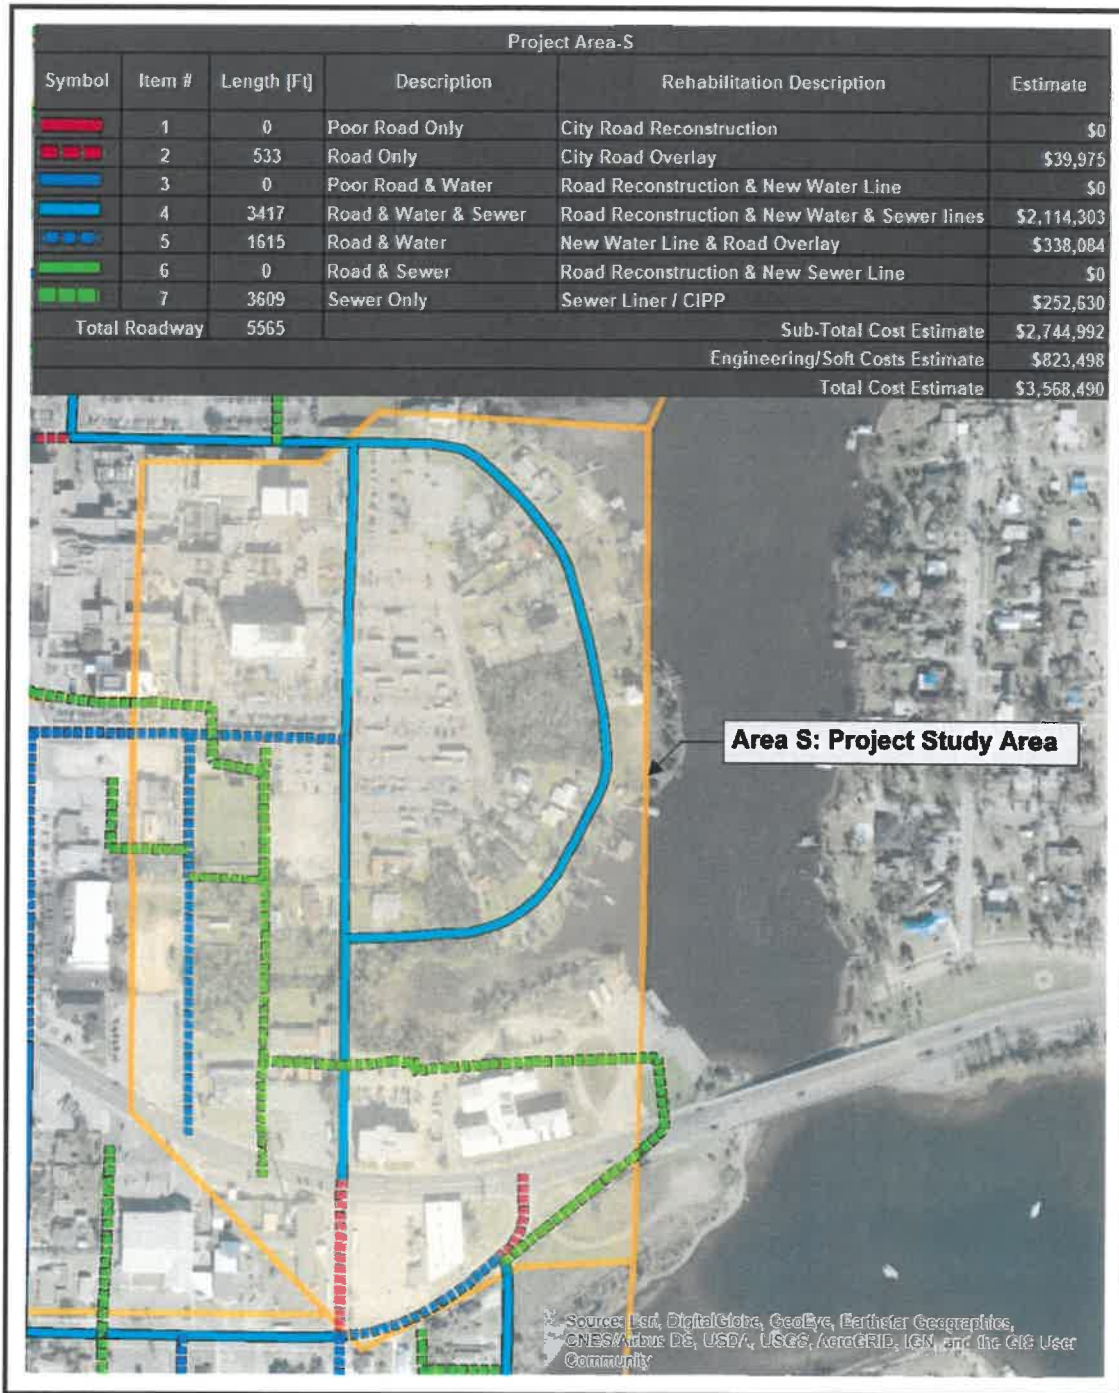 Project Area-S
Symbol Item # Length [Ft] Description Rehabilitation Description Estimate
1 0 Poor Road Only City Road Reconstruction $0
2 533 Road Only City Road Overlay $39,975
3 0 Poor Road & Water Road Reconstruction & New Water Line $0
4 3417 Road & Water & Sewer Road Reconstruction & New Water & Sewer lines $2,114,303
5 1615 Road & Water New Water Line & Road Overlay $338,084
6 0 Road & Sewer Road Reconstruction & New Sewer Line $0
7 3609 Sewer Only Sewer Liner / CIPP $252,630
Total Roadway 5565 Sub-Total Cost Estimate $2,744,992
Engineering/Soft Costs Estimate $823,498
Total Cost Estimate $3,568,490
Area S: Project Study Area
Source: Esri, DigitalGlobe, GeoEye, Earthstar Geographics,
CNES/Airbus DS, USDA, USGS, AeroGRID, IGN, and the GIS User
Community